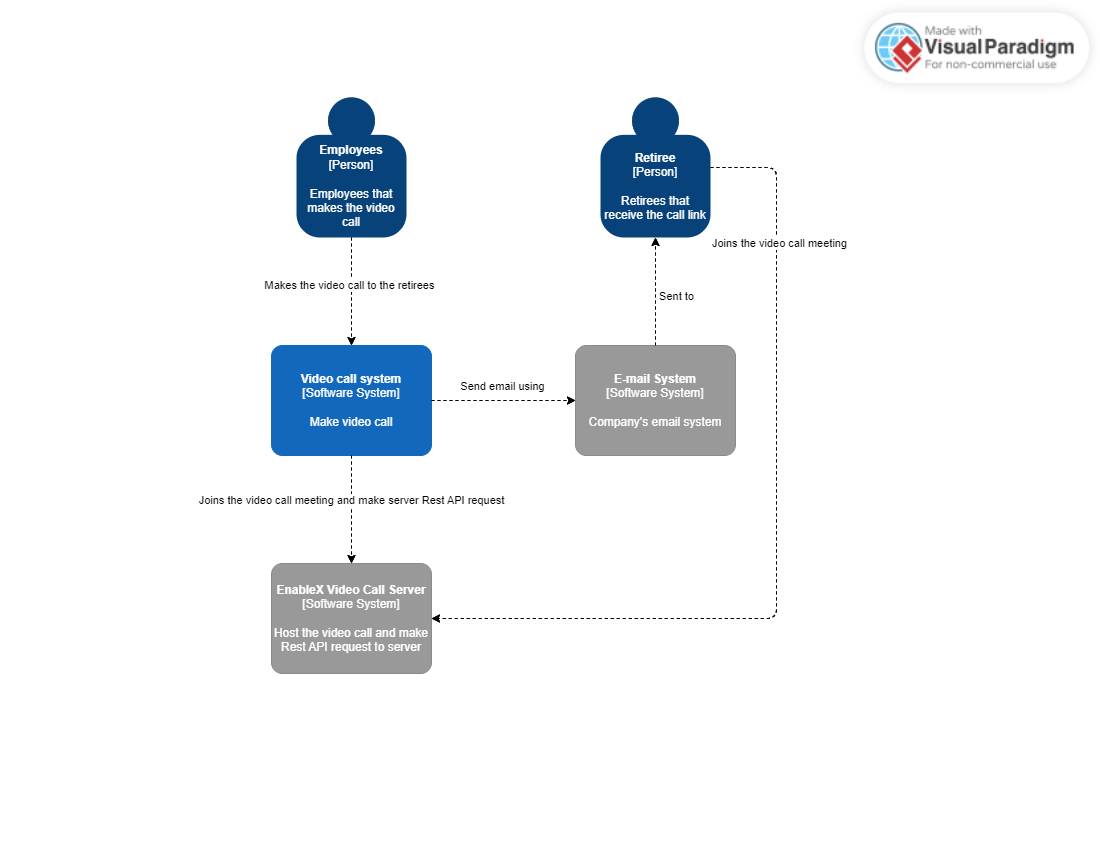 Made with
Visual Paradigm
For non-commercial use
Employees
[Person]
Employees that
makes the video
call
Retiree
[Person]
Retirees that
receive the call link
Joins the video call meeting
Makes the video call to the retirees
Sent to
Video call system
[Software System]
Make video call
Send email using
E-mail System
[Software System]
Company's email system
Joins the video call meeting and make server Rest API request
EnableX Video Call Server
[Software System]
Host the video call and make
Rest API request to server